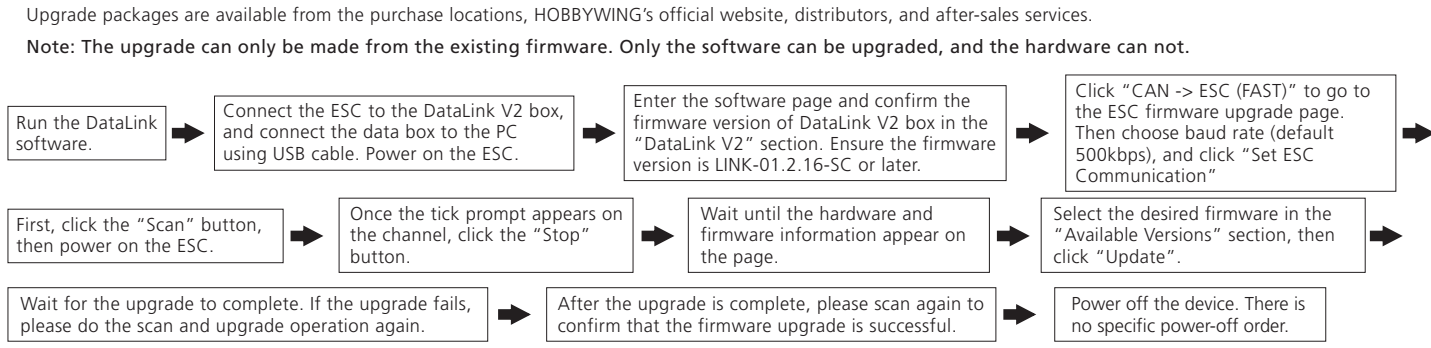 Upgrade packages are available from the purchase locations, HOBBYWING's official website, distributors, and after-sales services.
Note: The upgrade can only be made from the existing firmware. Only the software can be upgraded, and the hardware can not.
Run the DataLink
software.
Connect the ESC to the DataLink V2 box,
and connect the data box to the PC
using USB cable. Power on the ESC.
Enter the software page and confirm the
firmware version of DataLink V2 box in the
“DataLink V2” section. Ensure the firmware
version is LINK-01.2.16-SC or later.
Click “CAN -> ESC (FAST)” to go to
the ESC firmware upgrade page.
Then choose baud rate (default
500kbps), and click “Set ESC
Communication”
First, click the “Scan” button,
then power on the ESC.
Once the tick prompt appears on
the channel, click the “Stop”
button.
Wait until the hardware and
firmware information appear on
the page.
Select the desired firmware in the
“Available Versions” section, then
click “Update”.
Wait for the upgrade to complete. If the upgrade fails,
please do the scan and upgrade operation again.
After the upgrade is complete, please scan again to
confirm that the firmware upgrade is successful.
Power off the device. There is
no specific power-off order.